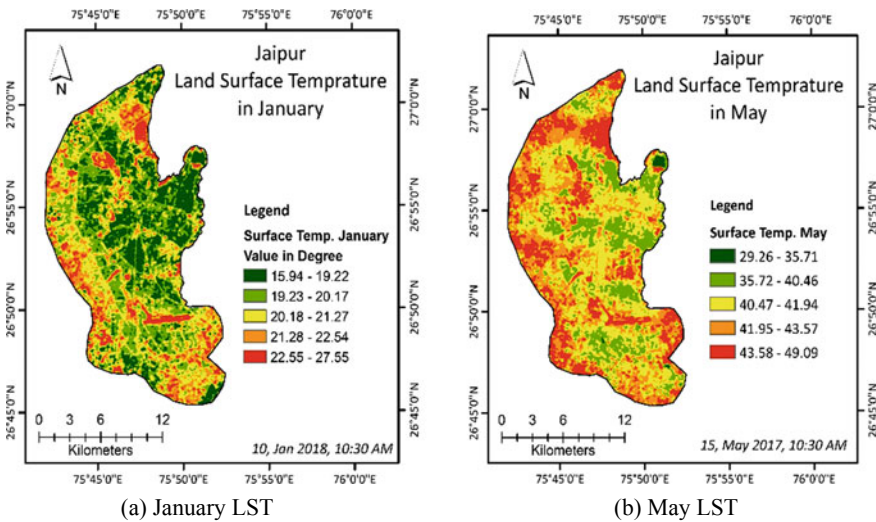 75°45'0"E 75°50'0"E 75°55'0"E 76°0'0"E
Jaipur
Land Surface Temprature
in January
N
27°0'0"N
26°55'0"N
26°50'0"N
26°45'0"N
27°0'0"N
26°55'0"N
26°50'0"N
26°45'0"N
Legend
Surface Temp. January
Value in Degree
15.94 - 19.22
19.23 - 20.17
20.18 - 21.27
21.28 - 22.54
22.55 - 27.55
0 3 6 12
Kilometers
10, Jan 2018, 10:30 AM
75°45'0"E 75°50'0"E 75°55'0"E 76°0'0"E
(a) January LST
75°45'0"E 75°50'0"E 75°55'0"E 76°0'0"E
Jaipur
Land Surface Temprature
in May
N
27°0'0"N
26°55'0"N
26°50'0"N
26°45'0"N
27°0'0"N
26°55'0"N
26°50'0"N
26°45'0"N
Legend
Surface Temp. May
29.26 - 35.71
35.72 - 40.46
40.47 - 41.94
41.95 - 43.57
43.58 - 49.09
0 3 6 12
Kilometers
15, May 2017, 10:30 AM
75°45'0"E 75°50'0"E 75°55'0"E 76°0'0"E
(b) May LST